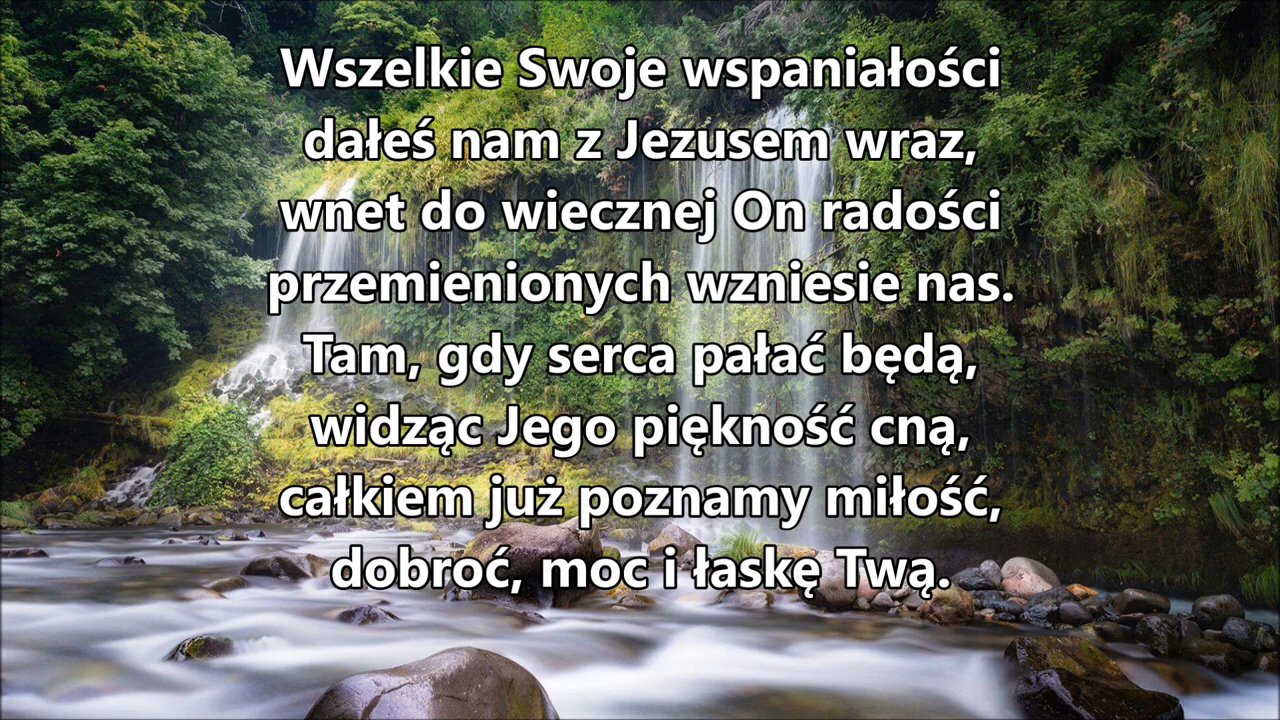 Wszelkie Swoje wspaniałości
dałeś nam z Jezusem wraz,
wnet do wiecznej On radości
przemienionych wzniesie nas.
Tam, gdy serca pałać będą,
widząc Jego piękność cną,
całkiem już poznamy miłość,
dobroć, moc i łaskę Twą.